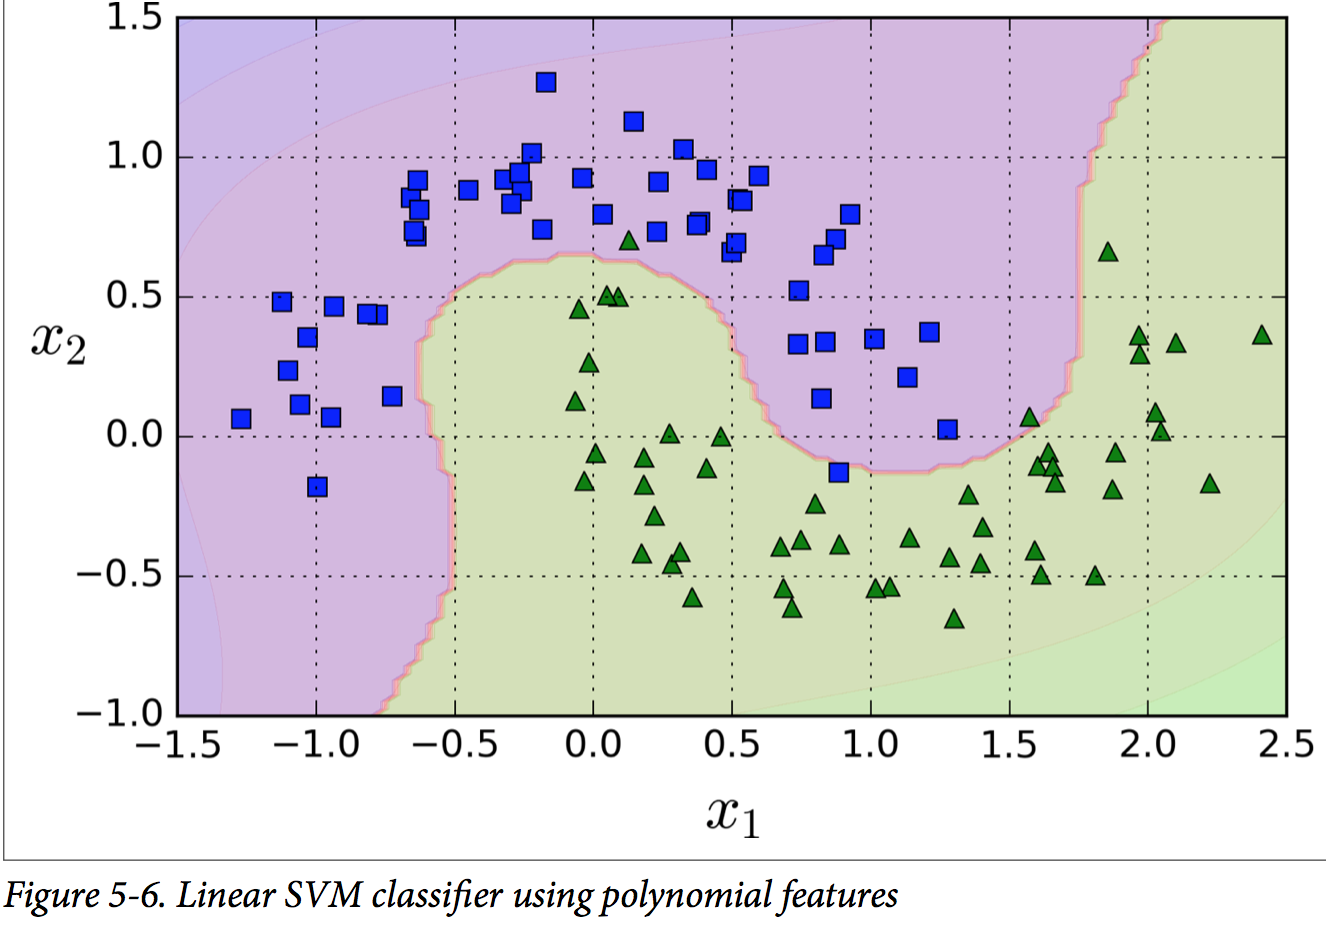 1.5
1.0
0.5
0.0
−0.5
−1.0
x₂
−1.5 −1.0 −0.5 0.0 0.5 1.0 1.5 2.0 2.5
x₁
Figure 5-6. Linear SVM classifier using polynomial features